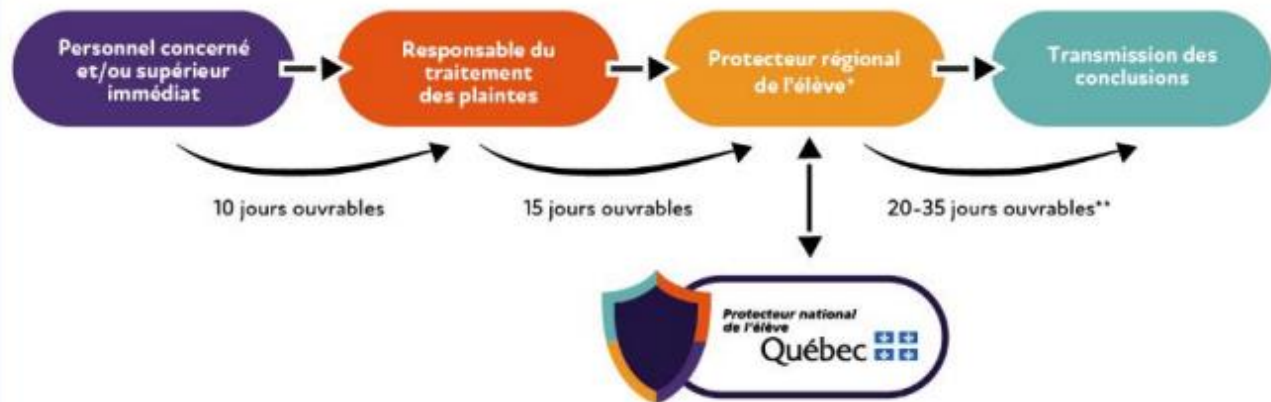 Personnel concerné
et/ou supérieur
immédiat
Responsable du
traitement
des plaintes
Protecteur régional
de l'élève*
Transmission des
conclusions
10 jours ouvrables
15 jours ouvrables
20-35 jours ouvrables**
Protecteur national
de l'élève
Québec